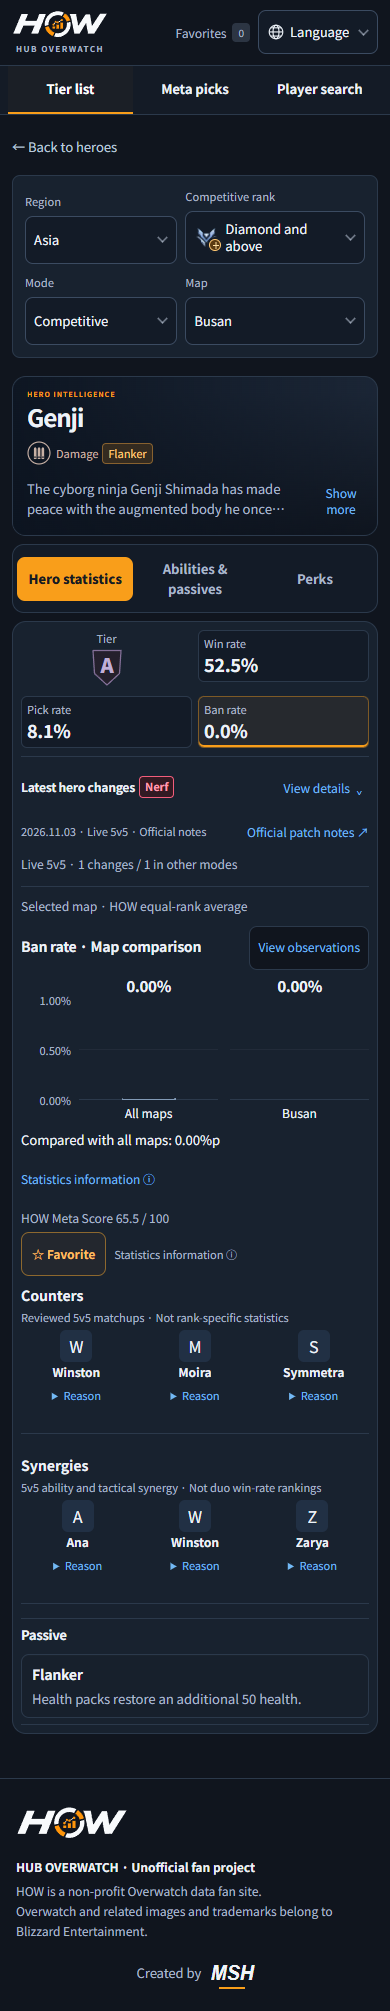 HOW
HUB OVERWATCH
Favorites 0
Language
Tier list
Meta picks
Player search
← Back to heroes
Region
Competitive rank
Asia
Diamond and
above
Mode
Map
Competitive
Busan
HERO INTELLIGENCE
Genji
Damage Flanker
The cyborg ninja Genji Shimada has made
peace with the augmented body he once…
Show
more
Hero statistics
Abilities &
passives
Perks
Tier
A
Win rate
52.5%
Pick rate
8.1%
Ban rate
0.0%
Latest hero changes Nerf
View details ⌄
2026.11.03 · Live 5v5 · Official notes
Official patch notes ↗
Live 5v5 · 1 changes / 1 in other modes
Selected map · HOW equal-rank average
Ban rate · Map comparison
View observations
0.00%
0.00%
1.00%
0.50%
0.00%
All maps
Busan
Compared with all maps: 0.00%p
Statistics information ⓘ
HOW Meta Score 65.5 / 100
☆ Favorite
Statistics information ⓘ
Counters
Reviewed 5v5 matchups · Not rank-specific statistics
W
M
S
Winston
Moira
Symmetra
▶ Reason
▶ Reason
▶ Reason
Synergies
5v5 ability and tactical synergy · Not duo win-rate rankings
A
W
Z
Ana
Winston
Zarya
▶ Reason
▶ Reason
▶ Reason
Passive
Flanker
Health packs restore an additional 50 health.
HOW
HUB OVERWATCH · Unofficial fan project
HOW is a non-profit Overwatch data fan site.
Overwatch and related images and trademarks belong to
Blizzard Entertainment.
Created by MSH